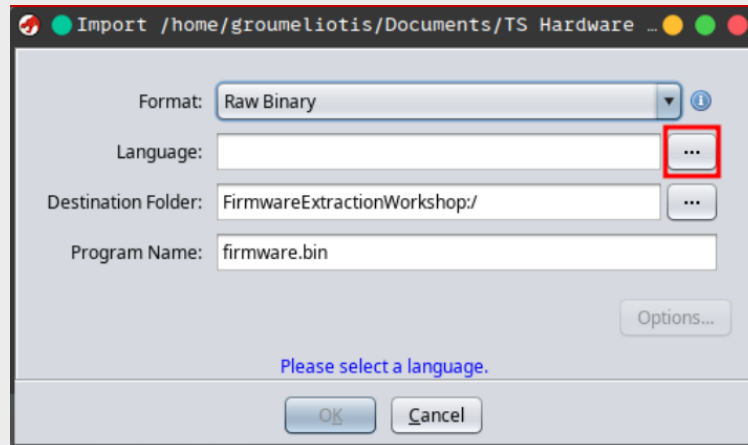 Import /home/groumeliotis/Documents/TS Hardware …
Format: Raw Binary
Language: ...
Destination Folder: FirmwareExtractionWorkshop:/ ...
Program Name: firmware.bin
Options...
Please select a language.
OK Cancel